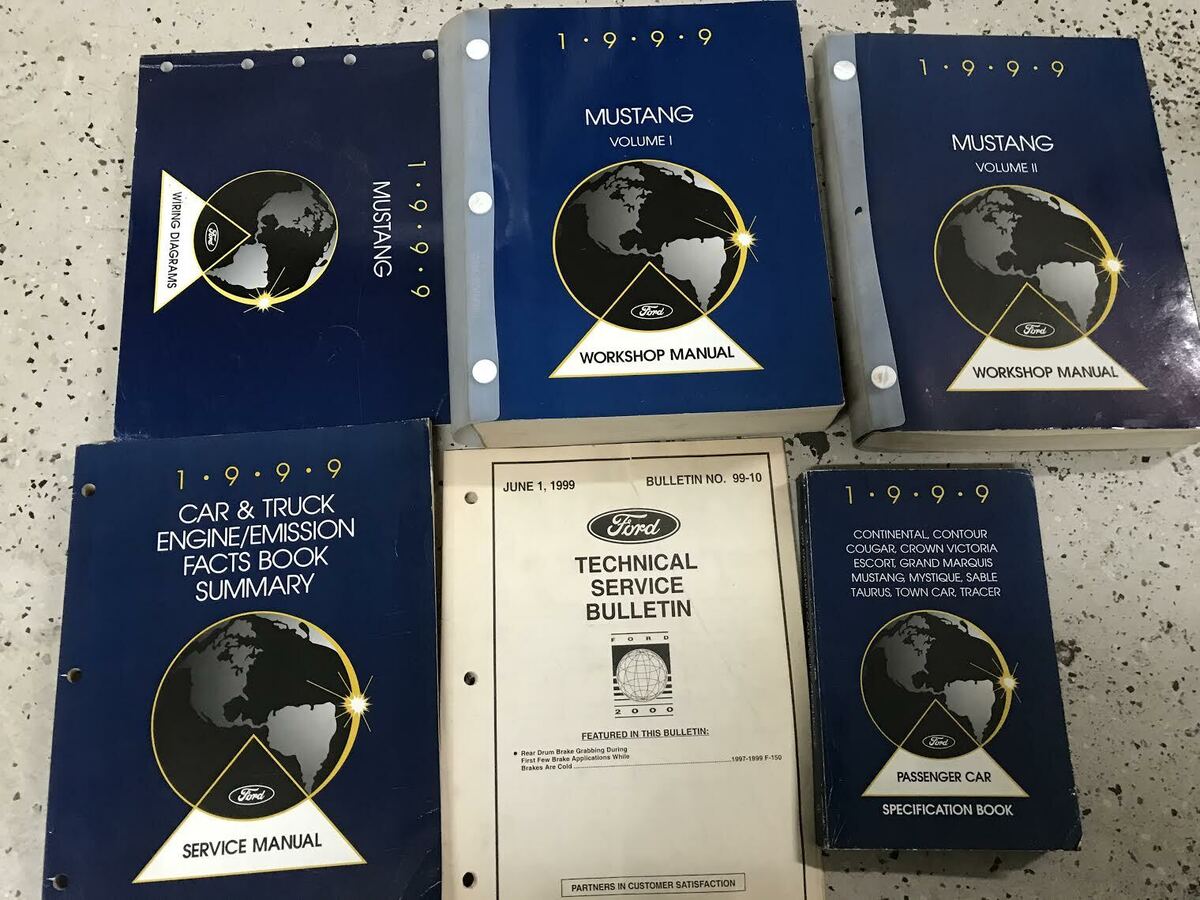 1·9·9·9
MUSTANG
WIRING DIAGRAMS
Ford
1·9·9·9
MUSTANG
VOLUME I
Ford
WORKSHOP MANUAL
1·9·9·9
MUSTANG
VOLUME II
Ford
WORKSHOP MANUAL
1·9·9·9
CAR & TRUCK
ENGINE/EMISSION
FACTS BOOK
SUMMARY
Ford
SERVICE MANUAL
JUNE 1, 1999 BULLETIN NO. 99-10
Ford
TECHNICAL
SERVICE
BULLETIN
FORD
2000
FEATURED IN THIS BULLETIN:
• Rear Drum Brake Grabbing During
First Few Brake Applications While
Brakes Are Cold ........ 1997-1999 F-150
PARTNERS IN CUSTOMER SATISFACTION
1·9·9·9
CONTINENTAL, CONTOUR
COUGAR, CROWN VICTORIA
ESCORT, GRAND MARQUIS
MUSTANG, MYSTIQUE, SABLE
TAURUS, TOWN CAR, TRACER
Ford
PASSENGER CAR
SPECIFICATION BOOK